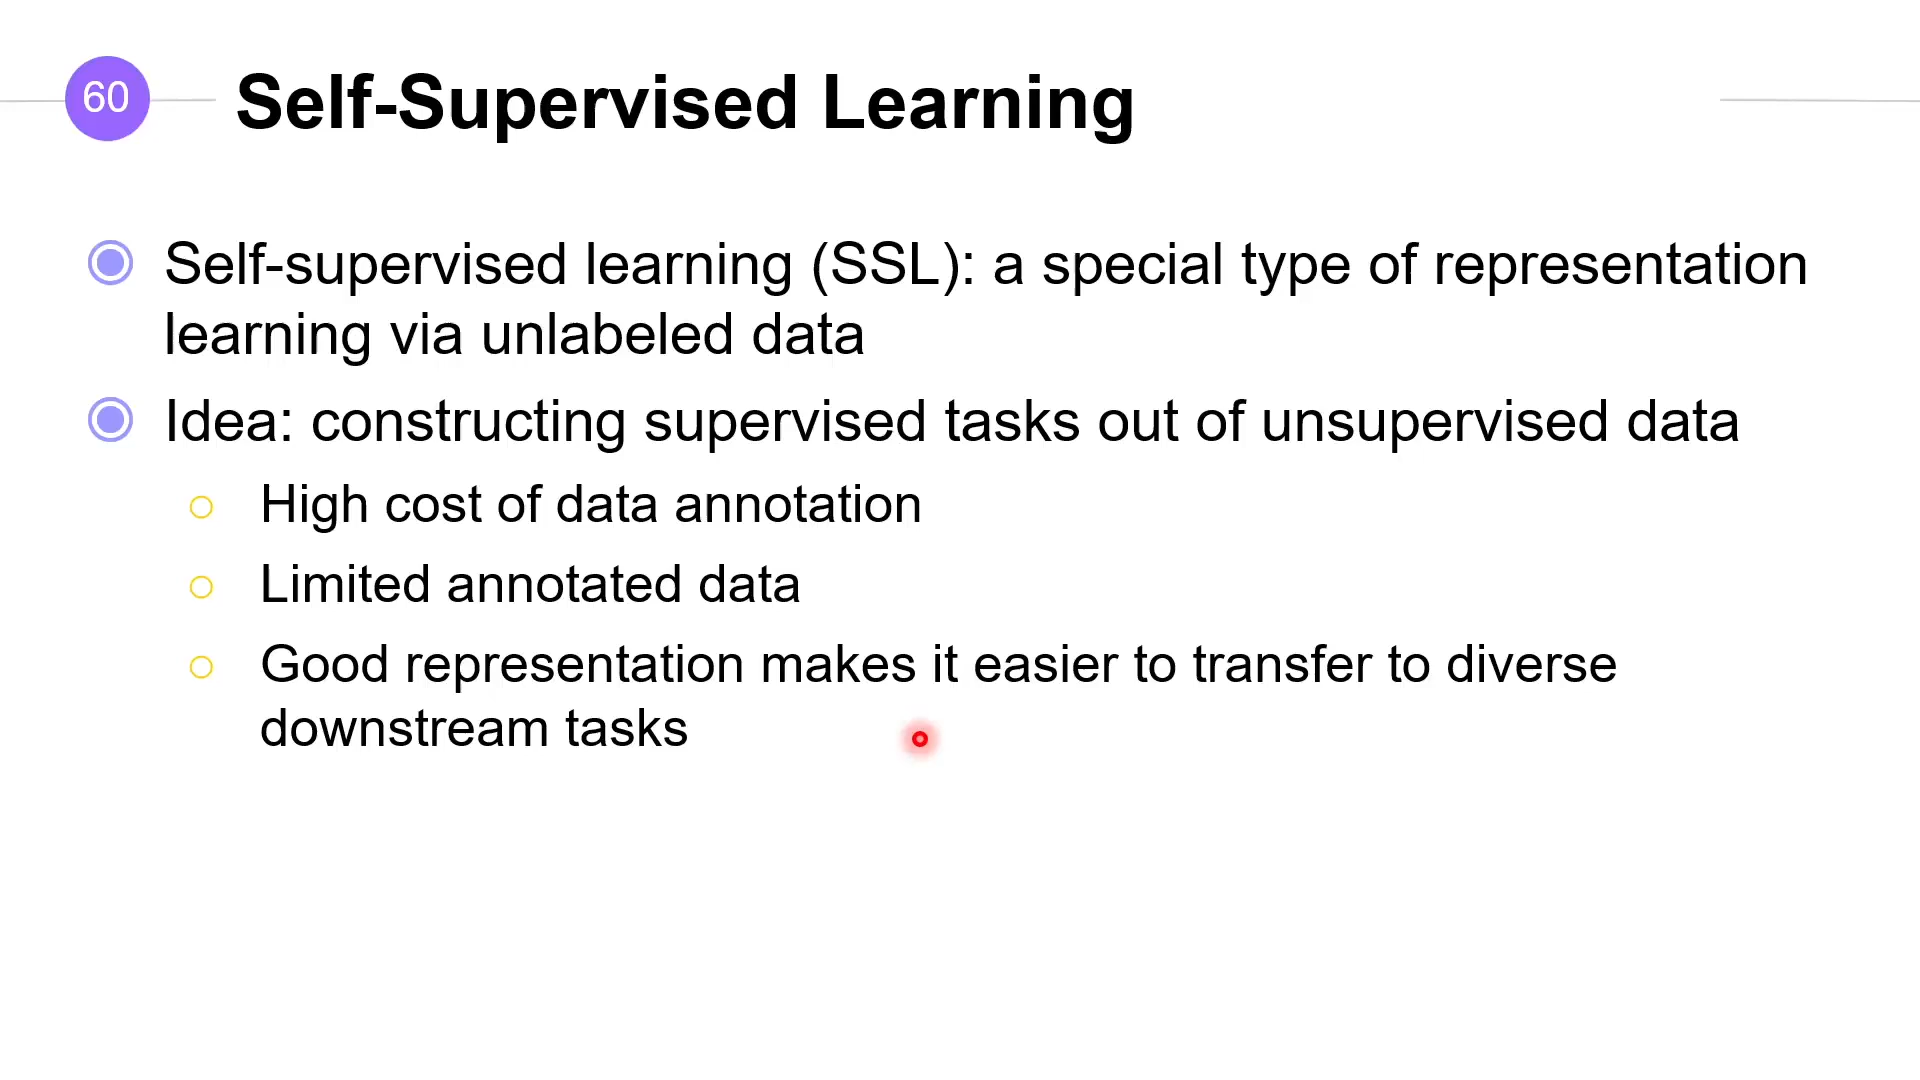 60
Self-Supervised Learning
Self-supervised learning (SSL): a special type of representation
learning via unlabeled data
Idea: constructing supervised tasks out of unsupervised data
High cost of data annotation
Limited annotated data
Good representation makes it easier to transfer to diverse
downstream tasks